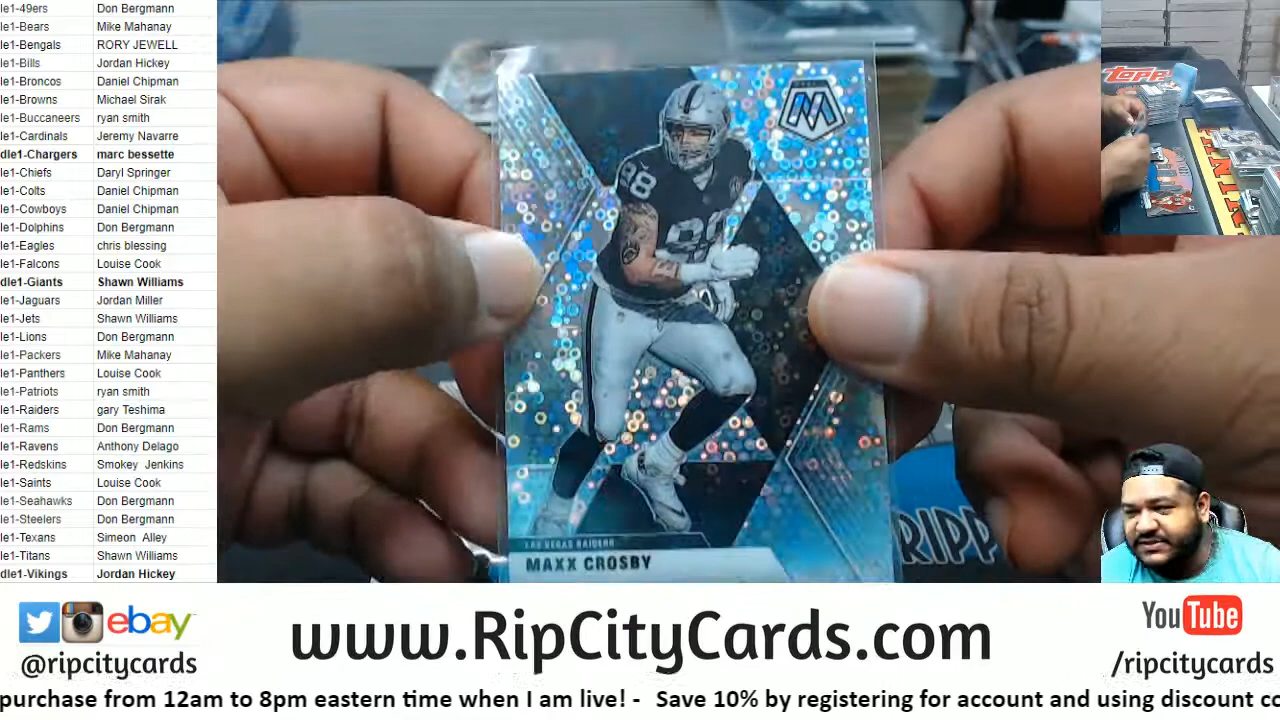 le1-49ers Don Bergmann
le1-Bears Mike Mahanay
le1-Bengals RORY JEWELL
le1-Bills Jordan Hickey
le1-Broncos Daniel Chipman
le1-Browns Michael Sirak
le1-Buccaneers ryan smith
le1-Cardinals Jeremy Navarre
dle1-Chargers marc bessette
le1-Chiefs Daryl Springer
le1-Colts Daniel Chipman
le1-Cowboys Daniel Chipman
le1-Dolphins Don Bergmann
le1-Eagles chris blessing
le1-Falcons Louise Cook
dle1-Giants Shawn Williams
le1-Jaguars Jordan Miller
le1-Jets Shawn Williams
le1-Lions Don Bergmann
le1-Packers Mike Mahanay
le1-Panthers Louise Cook
le1-Patriots ryan smith
le1-Raiders gary Teshima
le1-Rams Don Bergmann
le1-Ravens Anthony Delago
le1-Redskins Smokey Jenkins
le1-Saints Louise Cook
le1-Seahawks Don Bergmann
le1-Steelers Don Bergmann
le1-Texans Simeon Alley
le1-Titans Shawn Williams
dle1-Vikings Jordan Hickey
M
98
98
LAS VEGAS RAIDERS
MAXX CROSBY
TOPP
PANINI
RIPP
ebay
@ripcitycards
www.RipCityCards.com
YouTube
/ripcitycards
purchase from 12am to 8pm eastern time when I am live! - Save 10% by registering for account and using discount co